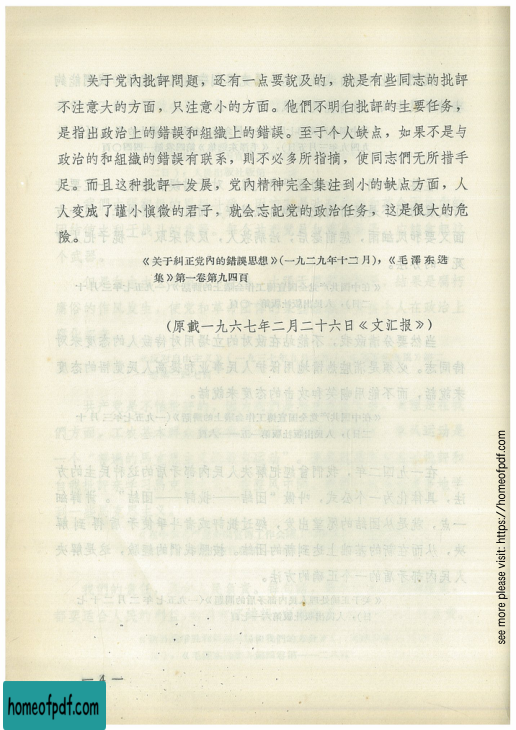 关于党內批評問題，还有一点要說及的，就是有些同志的批評
不注意大的方面，只注意小的方面。他們不明白批評的主要任务，
是指出政治上的錯誤和組織上的錯誤。至于个人缺点，如果不是与
政治的和組織的錯誤有联系，則不必多所指摘，使同志們无所措手
足。而且这种批評一发展，党內精神完全集注到小的缺点方面，人
人变成了謹小愼微的君子，就会忘記党的政治任务，这是很大的危
險。
《关于糾正党內的錯誤思想》（一九二九年十二月），《毛澤东选
集》第一卷第九四頁
（原載一九六七年二月二十六日《文汇报》）
— 4 —
see more please visit: https://homeofpdf.com
homeofpdf.com